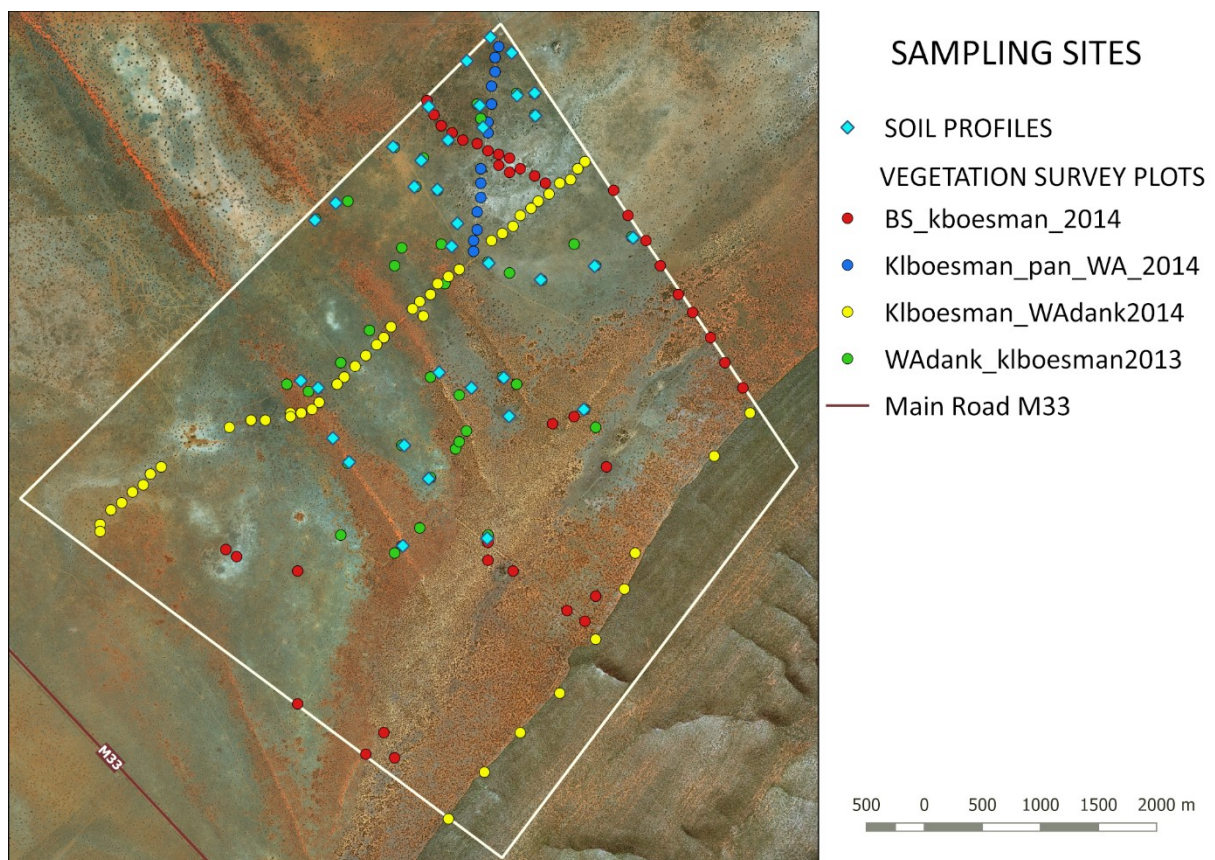 SAMPLING SITES
SOIL PROFILES
VEGETATION SURVEY PLOTS
BS_kboesman_2014
Klboesman_pan_WA_2014
Klboesman_WAdank2014
WAdank_klboesman2013
Main Road M33
M33
500 0 500 1000 1500 2000 m